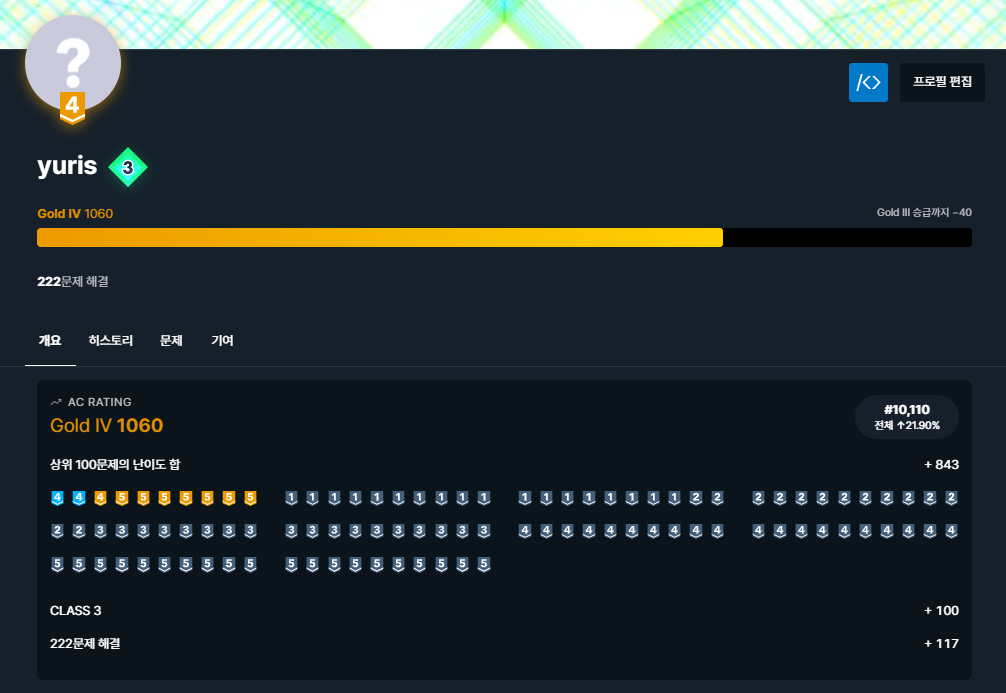 ?
4
/<>
프로필 편집
yuris 3
Gold IV 1060
Gold III 승급까지 −40
222문제 해결
개요 히스토리 문제 기여
AC RATING
Gold IV 1060
#10,110
전체 ↑21.90%
상위 100문제의 난이도 합 + 843
4 4 4 5 5 5 5 5 5 5 1 1 1 1 1 1 1 1 1 1 1 1 1 1 1 1 1 1 2 2 2 2 2 2 2 2 2 2 2 2
2 2 3 3 3 3 3 3 3 3 3 3 3 3 3 3 3 3 3 3 4 4 4 4 4 4 4 4 4 4 4 4 4 4 4 4 4 4 4 4
5 5 5 5 5 5 5 5 5 5 5 5 5 5 5 5 5 5 5 5
CLASS 3 + 100
222문제 해결 + 117